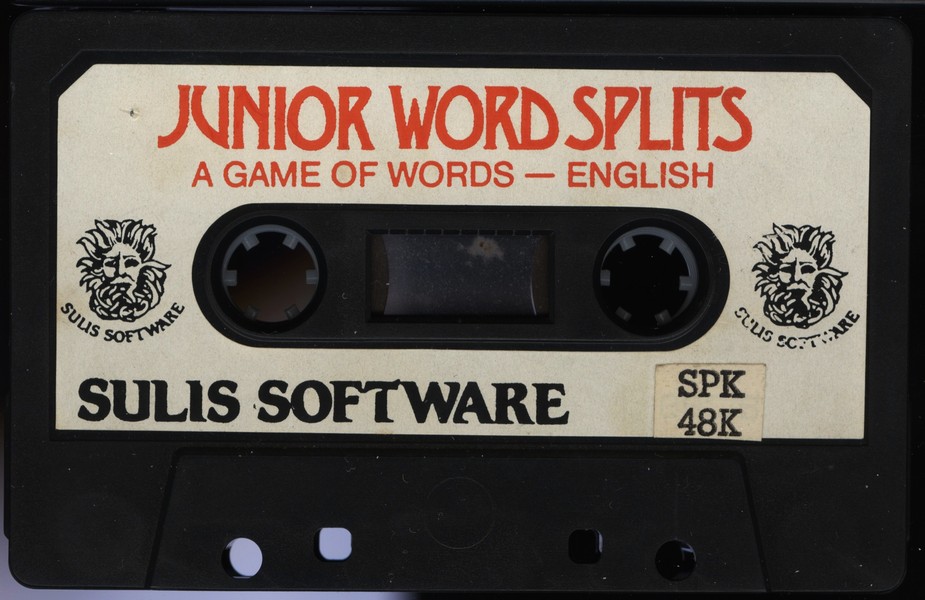 JUNIOR WORD SPLITS
A GAME OF WORDS — ENGLISH
SULIS SOFTWARE
SULIS SOFTWARE
SULIS SOFTWARE
SPK
48K